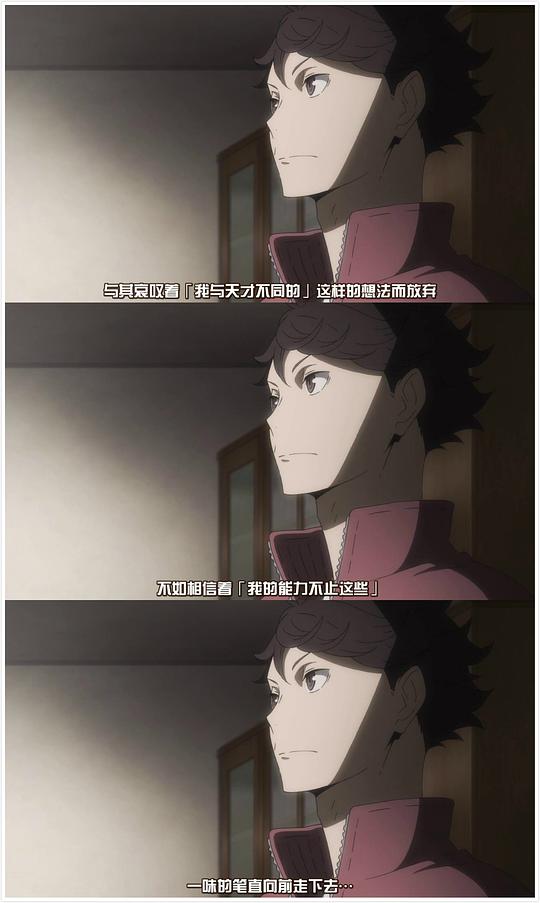 与其哀叹着「我与天才不同的」这样的想法而放弃
不如相信着「我的能力不止这些」
一味的笔直向前走下去…